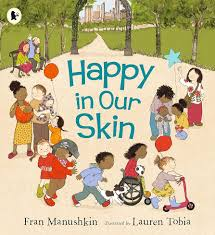 Happy
in Our
Skin
Fran Manushkin Illustrated by Lauren Tobia